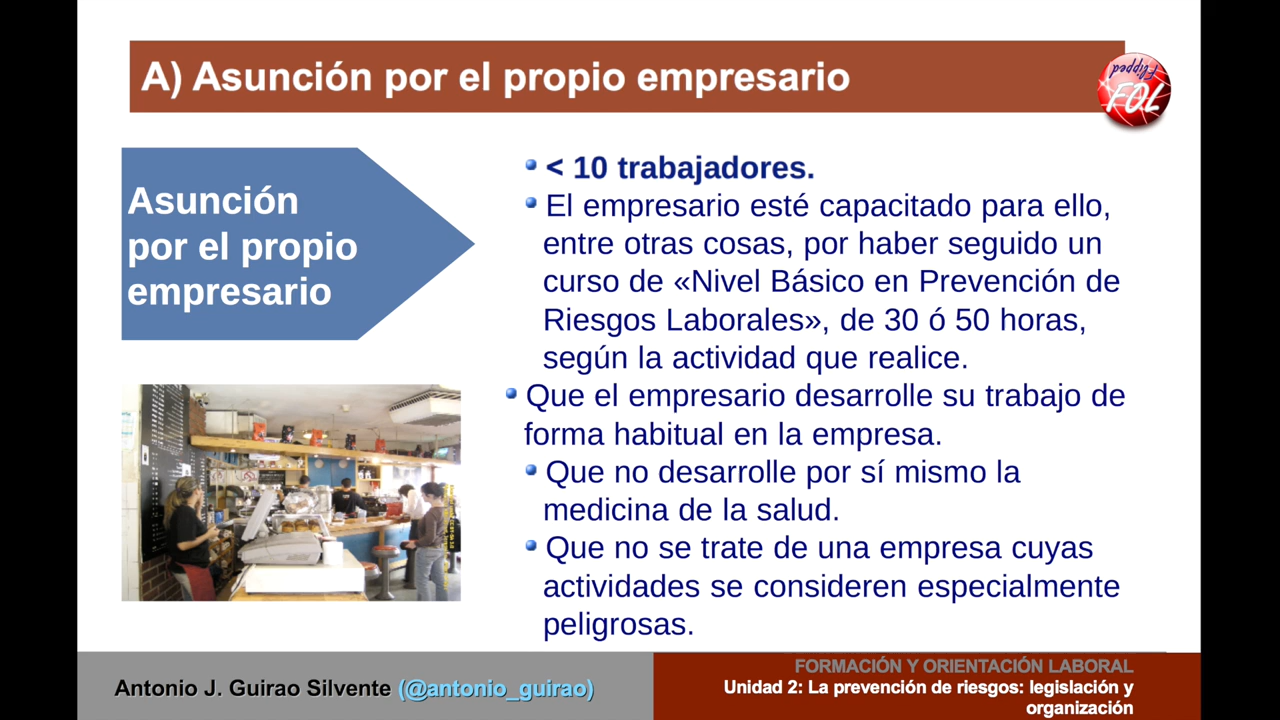 A) Asunción por el propio empresario
Flipped
FOL
Asunción
por el propio
empresario
< 10 trabajadores.
El empresario esté capacitado para ello,
entre otras cosas, por haber seguido un
curso de «Nivel Básico en Prevención de
Riesgos Laborales», de 30 ó 50 horas,
según la actividad que realice.
Que el empresario desarrolle su trabajo de
forma habitual en la empresa.
Que no desarrolle por sí mismo la
medicina de la salud.
Que no se trate de una empresa cuyas
actividades se consideren especialmente
peligrosas.
Antonio J. Guirao Silvente (@antonio_guirao)
FORMACIÓN Y ORIENTACIÓN LABORAL
Unidad 2: La prevención de riesgos: legislación y
organización